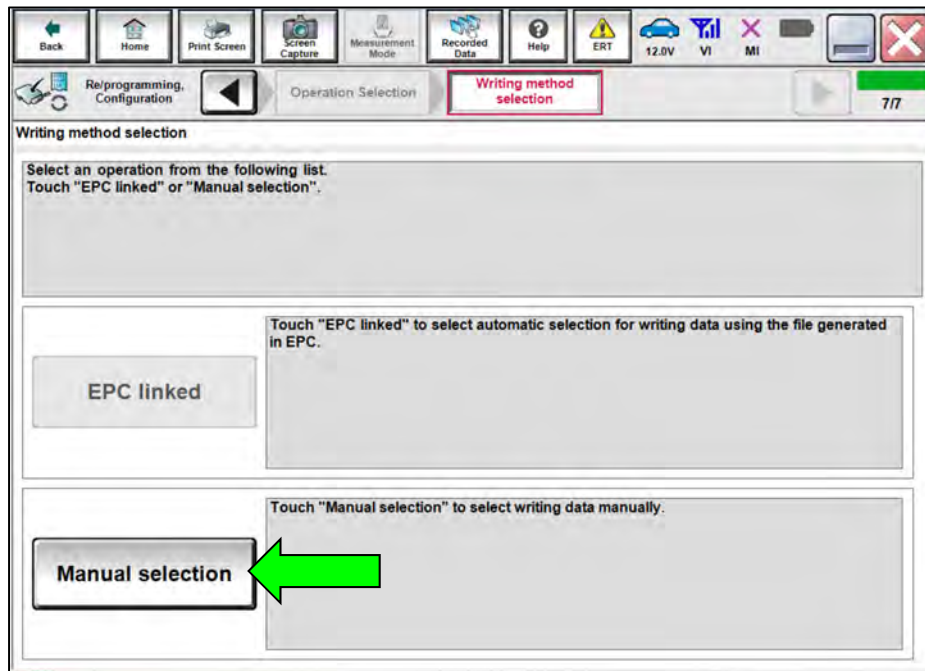 Back
Home
Print Screen
Screen
Capture
Measurement
Mode
Recorded
Data
Help
ERT
12.0V
VI
MI
Re/programming,
Configuration
Operation Selection
Writing method
selection
7/7
Writing method selection
Select an operation from the following list.
Touch "EPC linked" or "Manual selection".
EPC linked
Touch "EPC linked" to select automatic selection for writing data using the file generated
in EPC.
Manual selection
Touch "Manual selection" to select writing data manually.